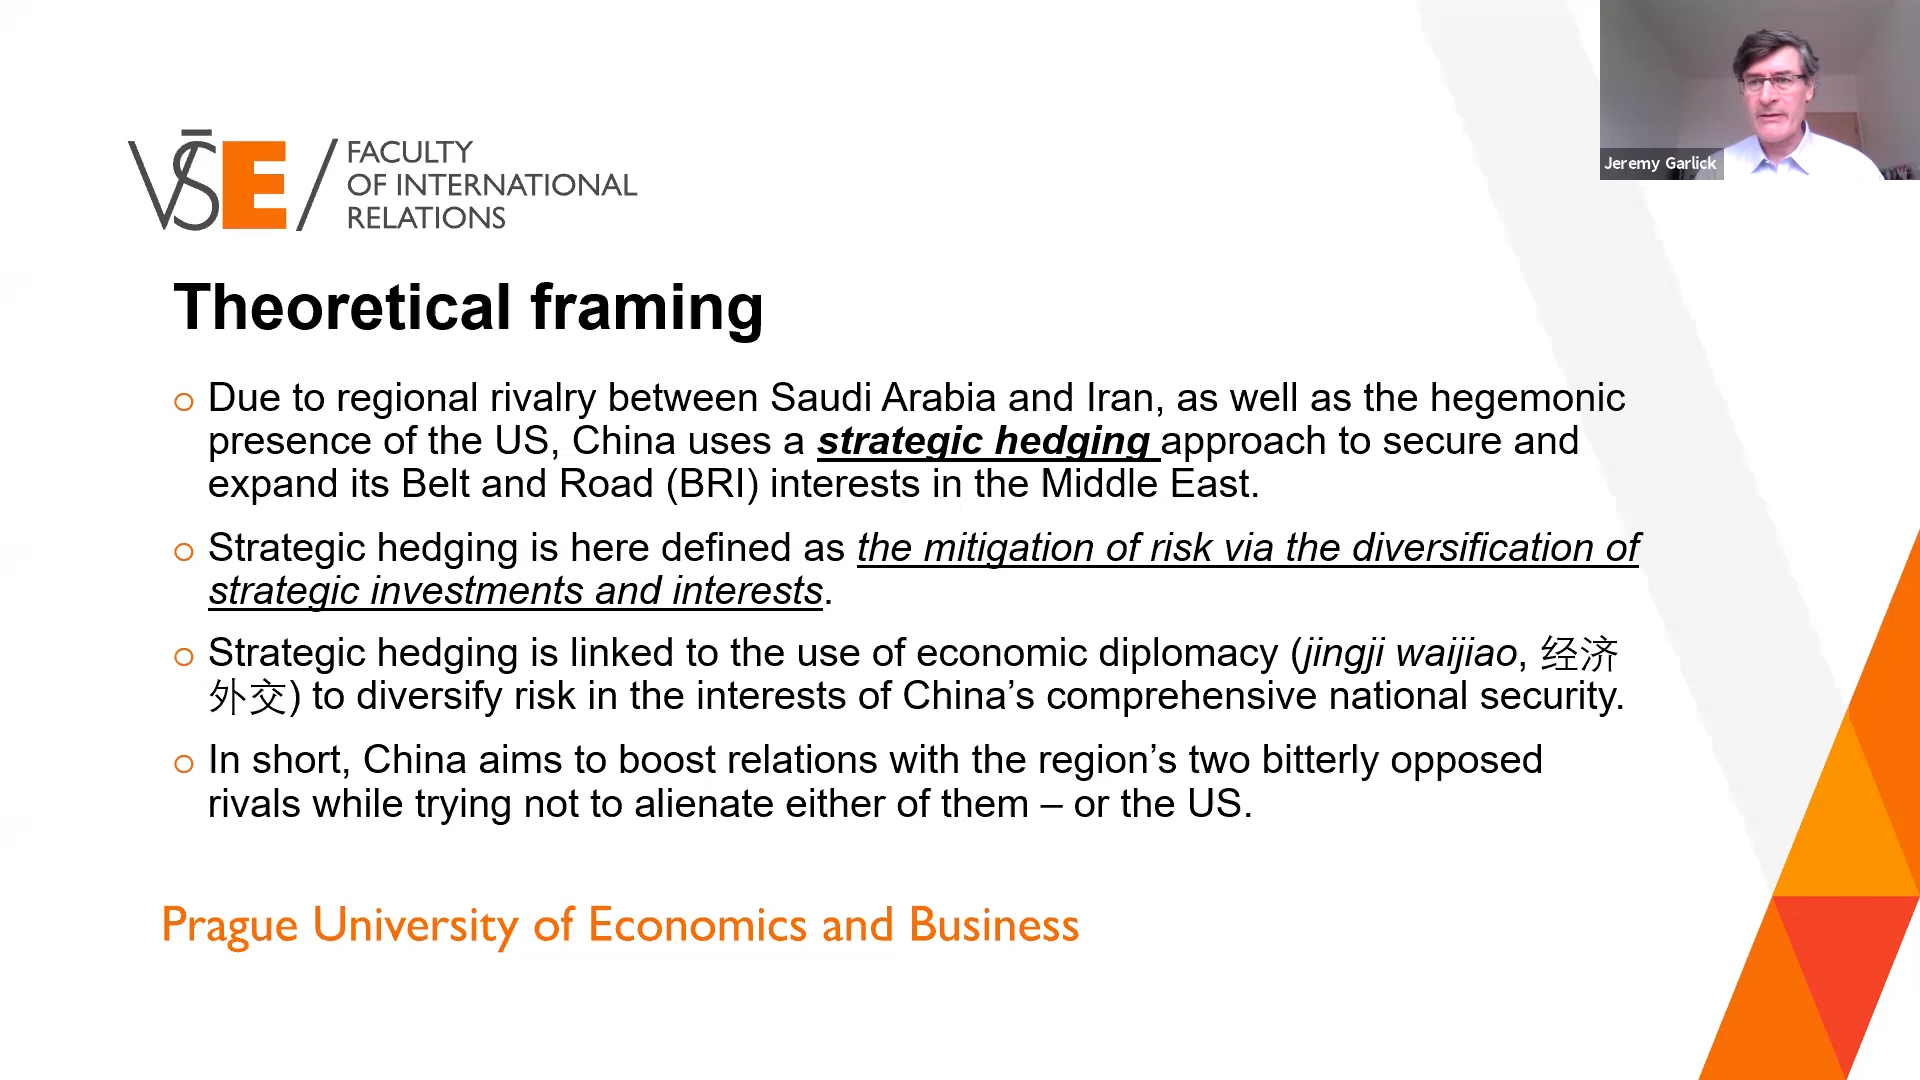 Jeremy Garlick
VŠE / FACULTY
OF INTERNATIONAL
RELATIONS
Theoretical framing
o Due to regional rivalry between Saudi Arabia and Iran, as well as the hegemonic
presence of the US, China uses a strategic hedging approach to secure and
expand its Belt and Road (BRI) interests in the Middle East.
o Strategic hedging is here defined as the mitigation of risk via the diversification of
strategic investments and interests.
o Strategic hedging is linked to the use of economic diplomacy (jingji waijiao, 经济
外交) to diversify risk in the interests of China’s comprehensive national security.
o In short, China aims to boost relations with the region’s two bitterly opposed
rivals while trying not to alienate either of them – or the US.
Prague University of Economics and Business